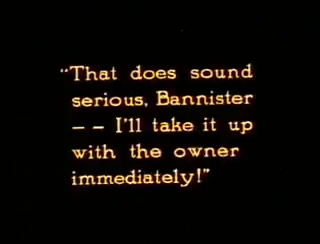 “That does sound
serious, Bannister
-- I'll take it up
with the owner
immediately!”